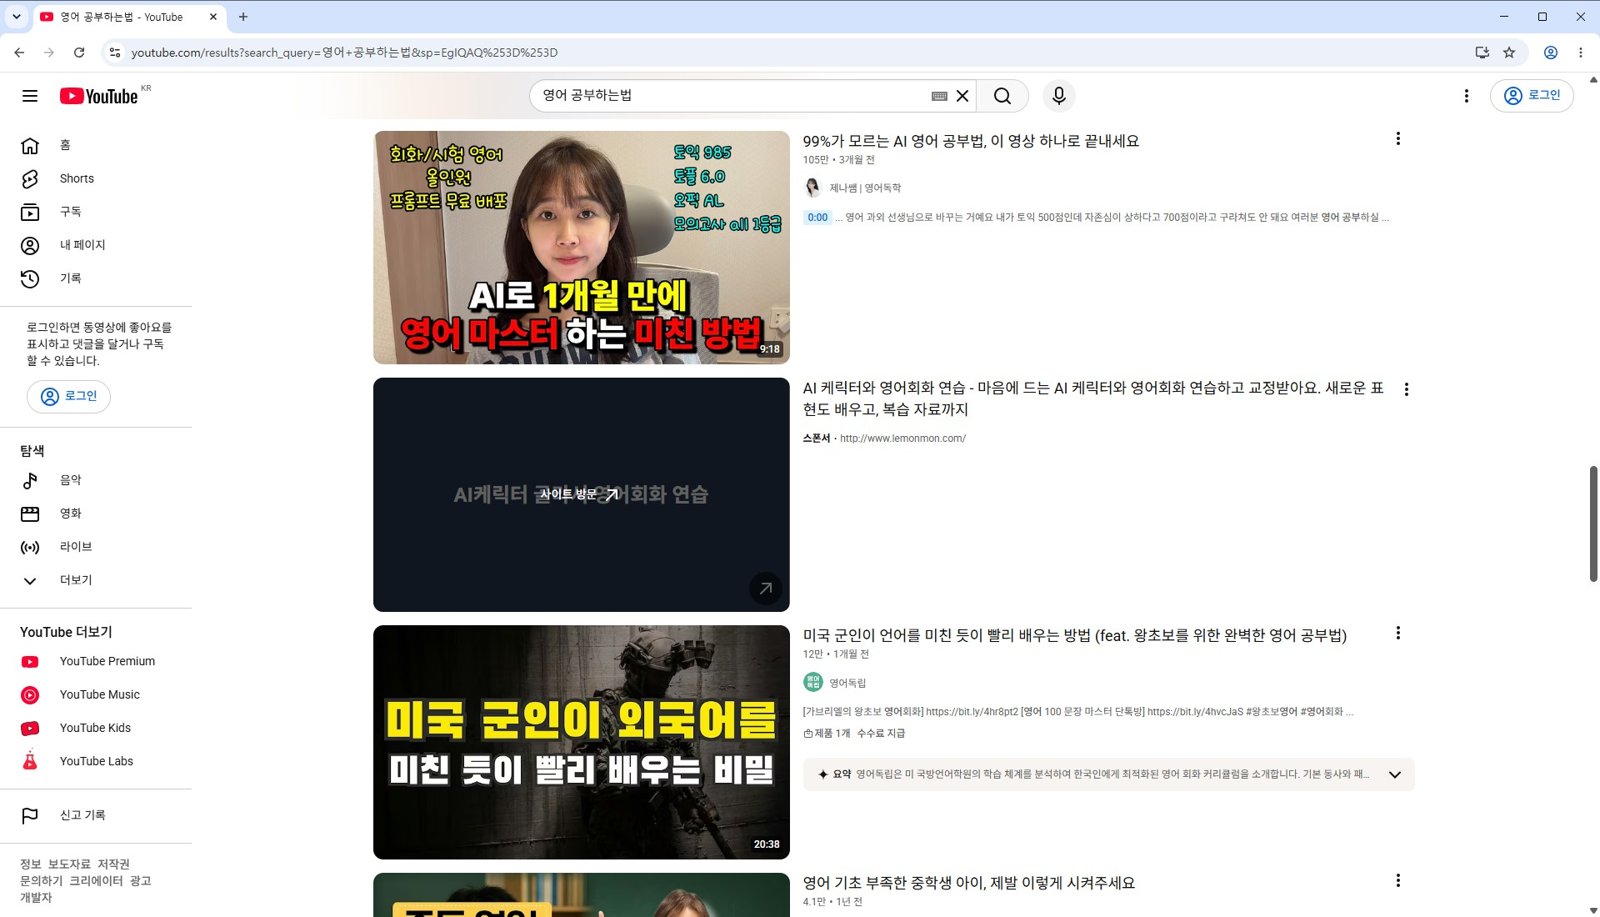 영어 공부하는법 - YouTube
youtube.com/results?search_query=영어+공부하는법&sp=EgIQAQ%253D%253D
YouTube KR
영어 공부하는법
로그인
홈
Shorts
구독
내 페이지
기록
로그인하면 동영상에 좋아요를
표시하고 댓글을 달거나 구독
할 수 있습니다.
로그인
탐색
음악
영화
라이브
더보기
YouTube 더보기
YouTube Premium
YouTube Music
YouTube Kids
YouTube Labs
신고 기록
정보 보도자료 저작권
문의하기 크리에이터 광고
개발자
회화/시험 영어
올인원
프롬프트 무료 배포
토익 985
토플 6.0
오픽 AL
모의고사 all 1등급
AI로 1개월 만에
영어 마스터 하는 미친 방법
9:18
99%가 모르는 AI 영어 공부법, 이 영상 하나로 끝내세요
105만 • 3개월 전
제나쌤 | 영어독학
0:00 ... 영어 과외 선생님으로 바꾸는 거예요 내가 토익 500점인데 자존심이 상하다고 700점이라고 구라쳐도 안 돼요 여러분 영어 공부하실 ...
사이트 방문
AI 케릭터와 영어회화 연습 - 마음에 드는 AI 케릭터와 영어회화 연습하고 교정받아요. 새로운 표
현도 배우고, 복습 자료까지
스폰서 · http://www.lemonmon.com/
미국 군인이 외국어를
미친 듯이 빨리 배우는 비밀
20:38
미국 군인이 언어를 미친 듯이 빨리 배우는 방법 (feat. 왕초보를 위한 완벽한 영어 공부법)
12만 • 1개월 전
영어독립
[가브리엘의 왕초보 영어회화] https://bit.ly/4hr8pt2 [영어 100 문장 마스터 단톡방] https://bit.ly/4hvcJaS #왕초보영어 #영어회화 ...
제품 1개 수수료 지급
요약 영어독립은 미 국방언어학원의 학습 체계를 분석하여 한국인에게 최적화된 영어 회화 커리큘럼을 소개합니다. 기본 동사와 패...
영어 기초 부족한 중학생 아이, 제발 이렇게 시켜주세요
4.1만 • 1년 전